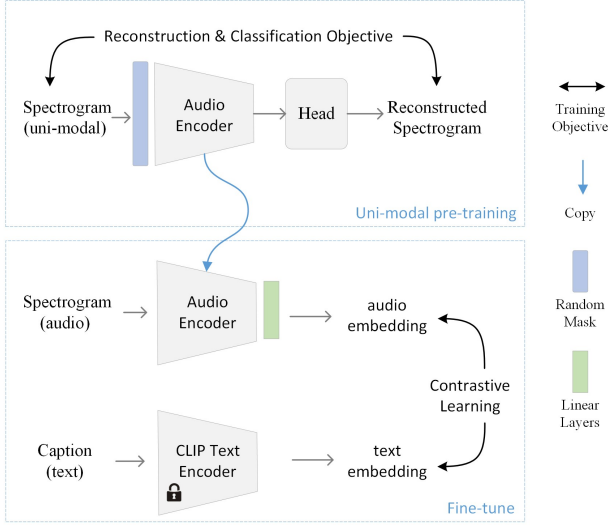 Reconstruction & Classification Objective
Spectrogram
(uni-modal)
Audio
Encoder
Head
Reconstructed
Spectrogram
Uni-modal pre-training
Spectrogram
(audio)
Audio
Encoder
audio
embedding
Contrastive
Learning
Caption
(text)
CLIP Text
Encoder
text
embedding
Fine-tune
Training
Objective
Copy
Random
Mask
Linear
Layers